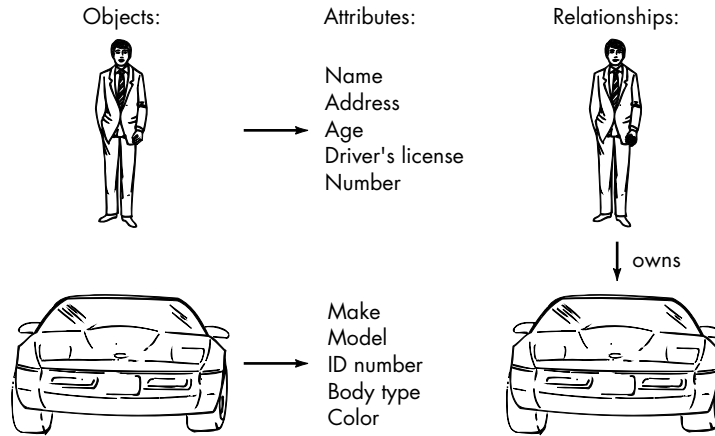 Objects:
Attributes:
Relationships:
Name
Address
Age
Driver's license
Number
owns
Make
Model
ID number
Body type
Color